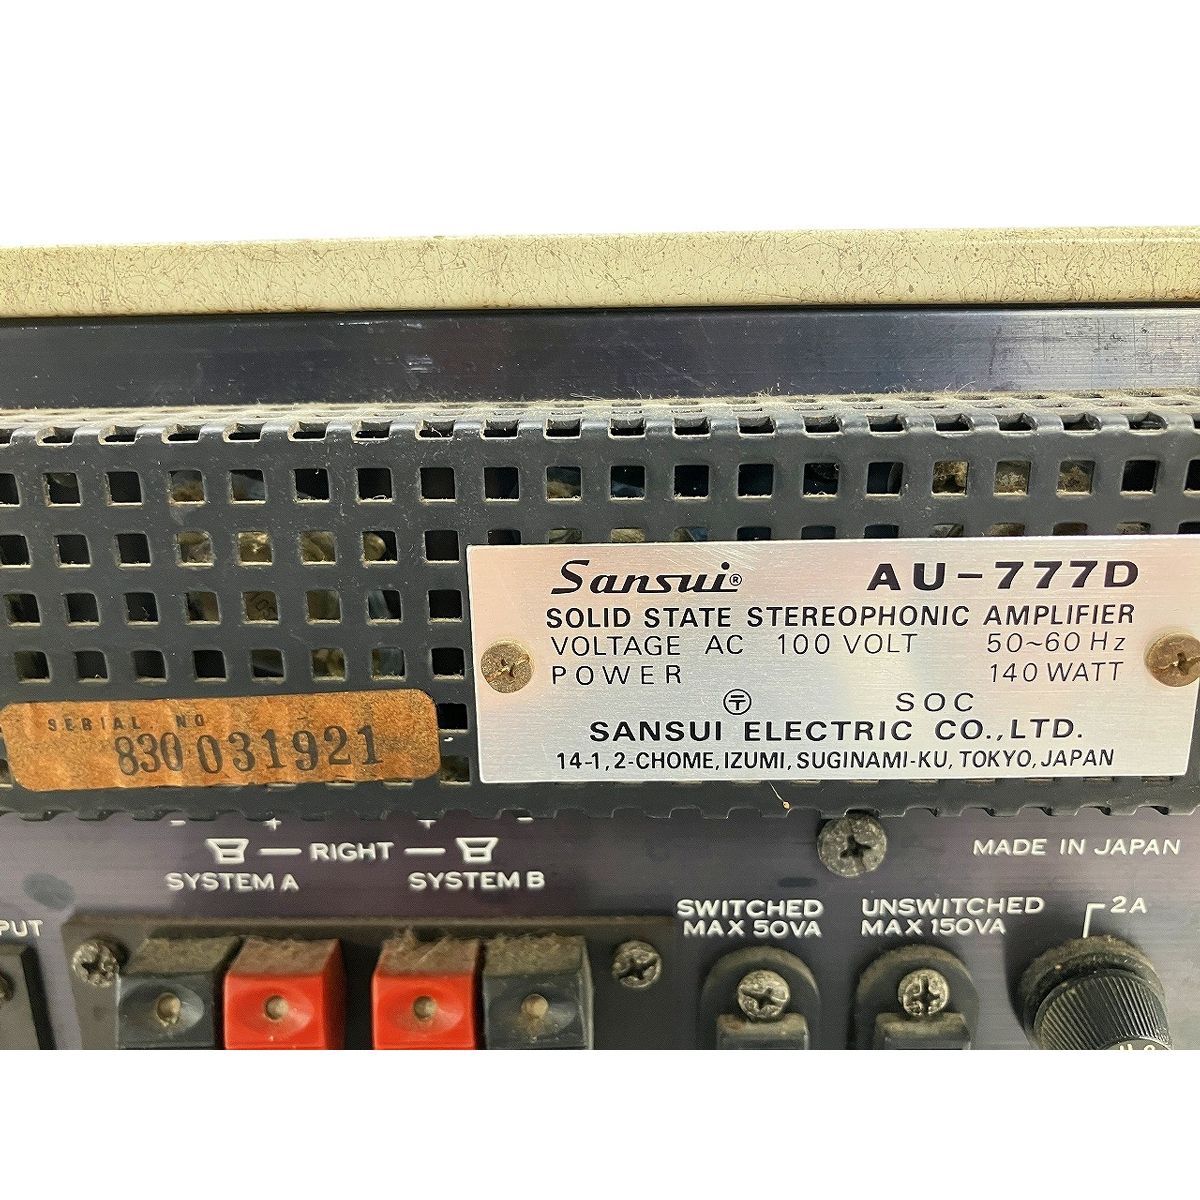 Sansui® AU-777D
SOLID STATE STEREOPHONIC AMPLIFIER
VOLTAGE AC 100 VOLT 50~60 Hz
POWER 140 WATT
〒 SOC
SANSUI ELECTRIC CO.,LTD.
14-1, 2-CHOME, IZUMI, SUGINAMI-KU, TOKYO, JAPAN
SERIAL NO
830 031921
- + + -
— RIGHT —
SYSTEM A SYSTEM B
MADE IN JAPAN
SWITCHED
MAX 50VA
UNSWITCHED
MAX 150VA
2A
PUT